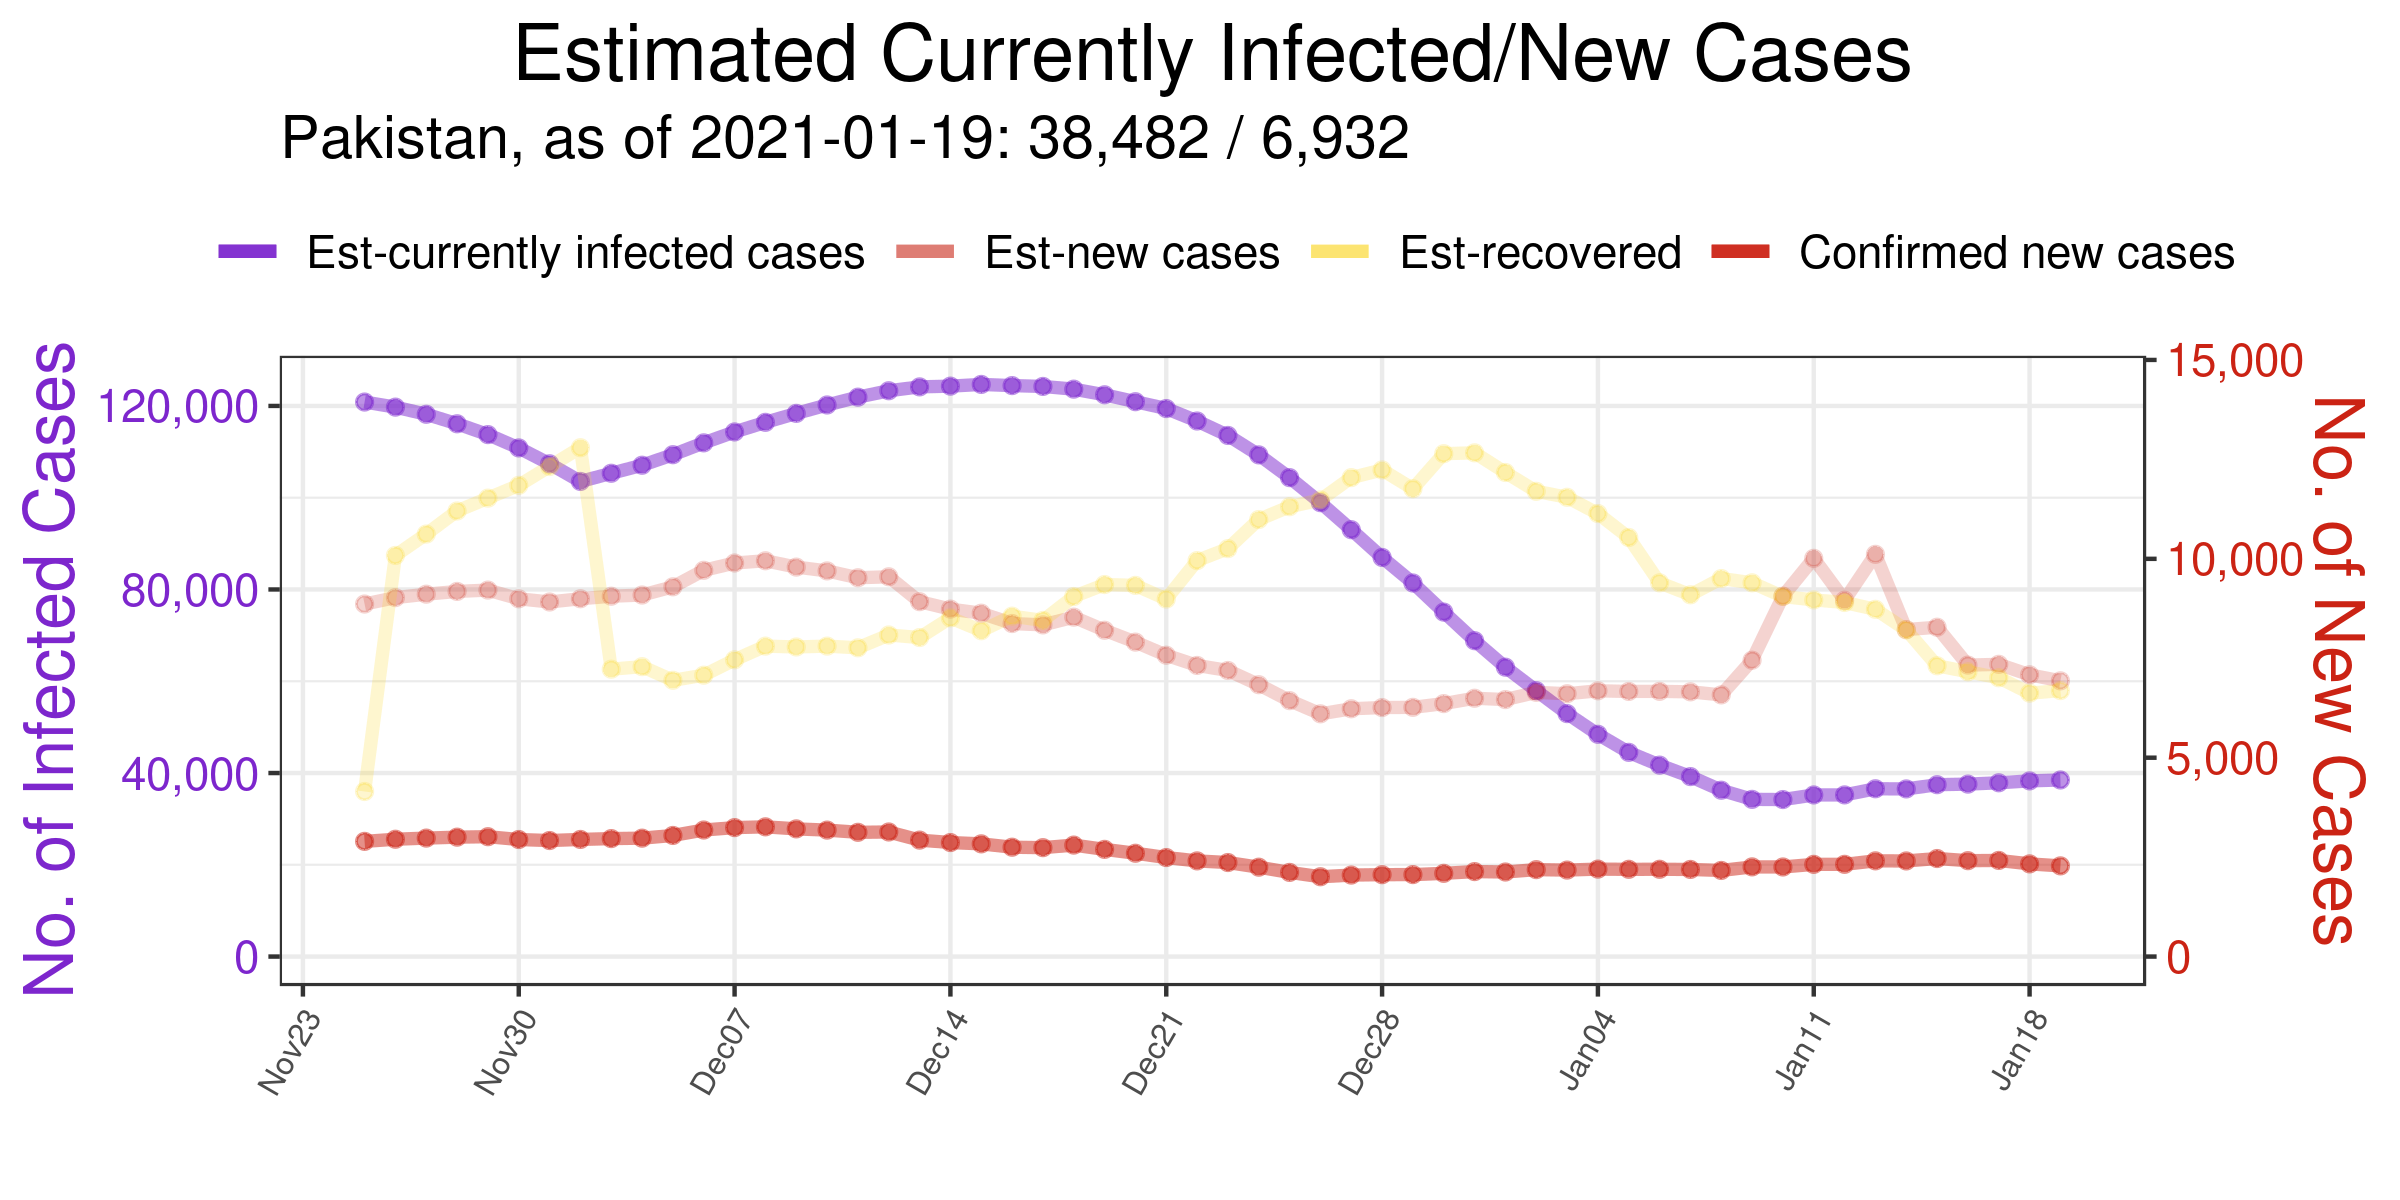 Estimated Currently Infected/New Cases
Pakistan, as of 2021-01-19: 38,482 / 6,932
Est-currently infected cases Est-new cases Est-recovered Confirmed new cases
No. of Infected Cases
120,000
80,000
40,000
0
15,000
10,000
5,000
0
No. of New Cases
Nov23 Nov30 Dec07 Dec14 Dec21 Dec28 Jan04 Jan11 Jan18